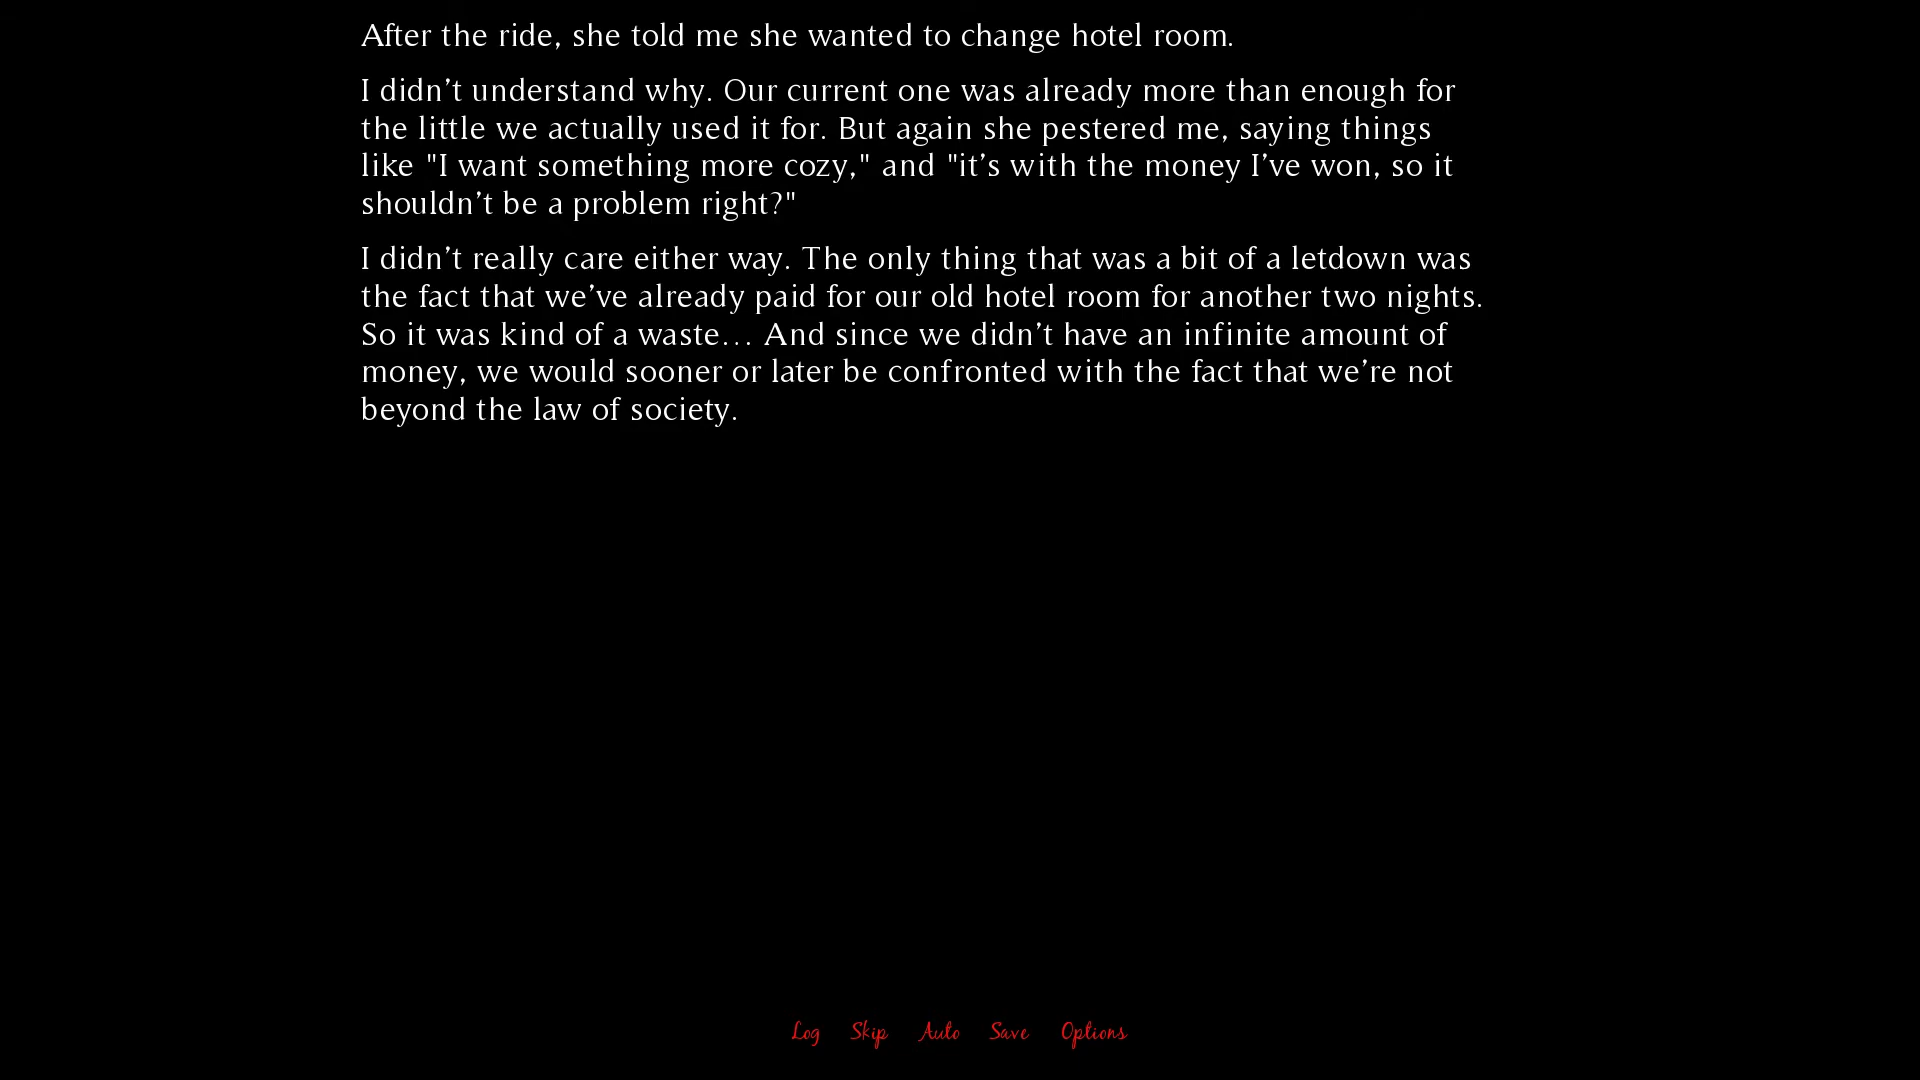 After the ride, she told me she wanted to change hotel room.
I didn’t understand why. Our current one was already more than enough for
the little we actually used it for. But again she pestered me, saying things
like "I want something more cozy," and "it’s with the money I’ve won, so it
shouldn’t be a problem right?"
I didn’t really care either way. The only thing that was a bit of a letdown was
the fact that we’ve already paid for our old hotel room for another two nights.
So it was kind of a waste… And since we didn’t have an infinite amount of
money, we would sooner or later be confronted with the fact that we’re not
beyond the law of society.
Log Skip Auto Save Options